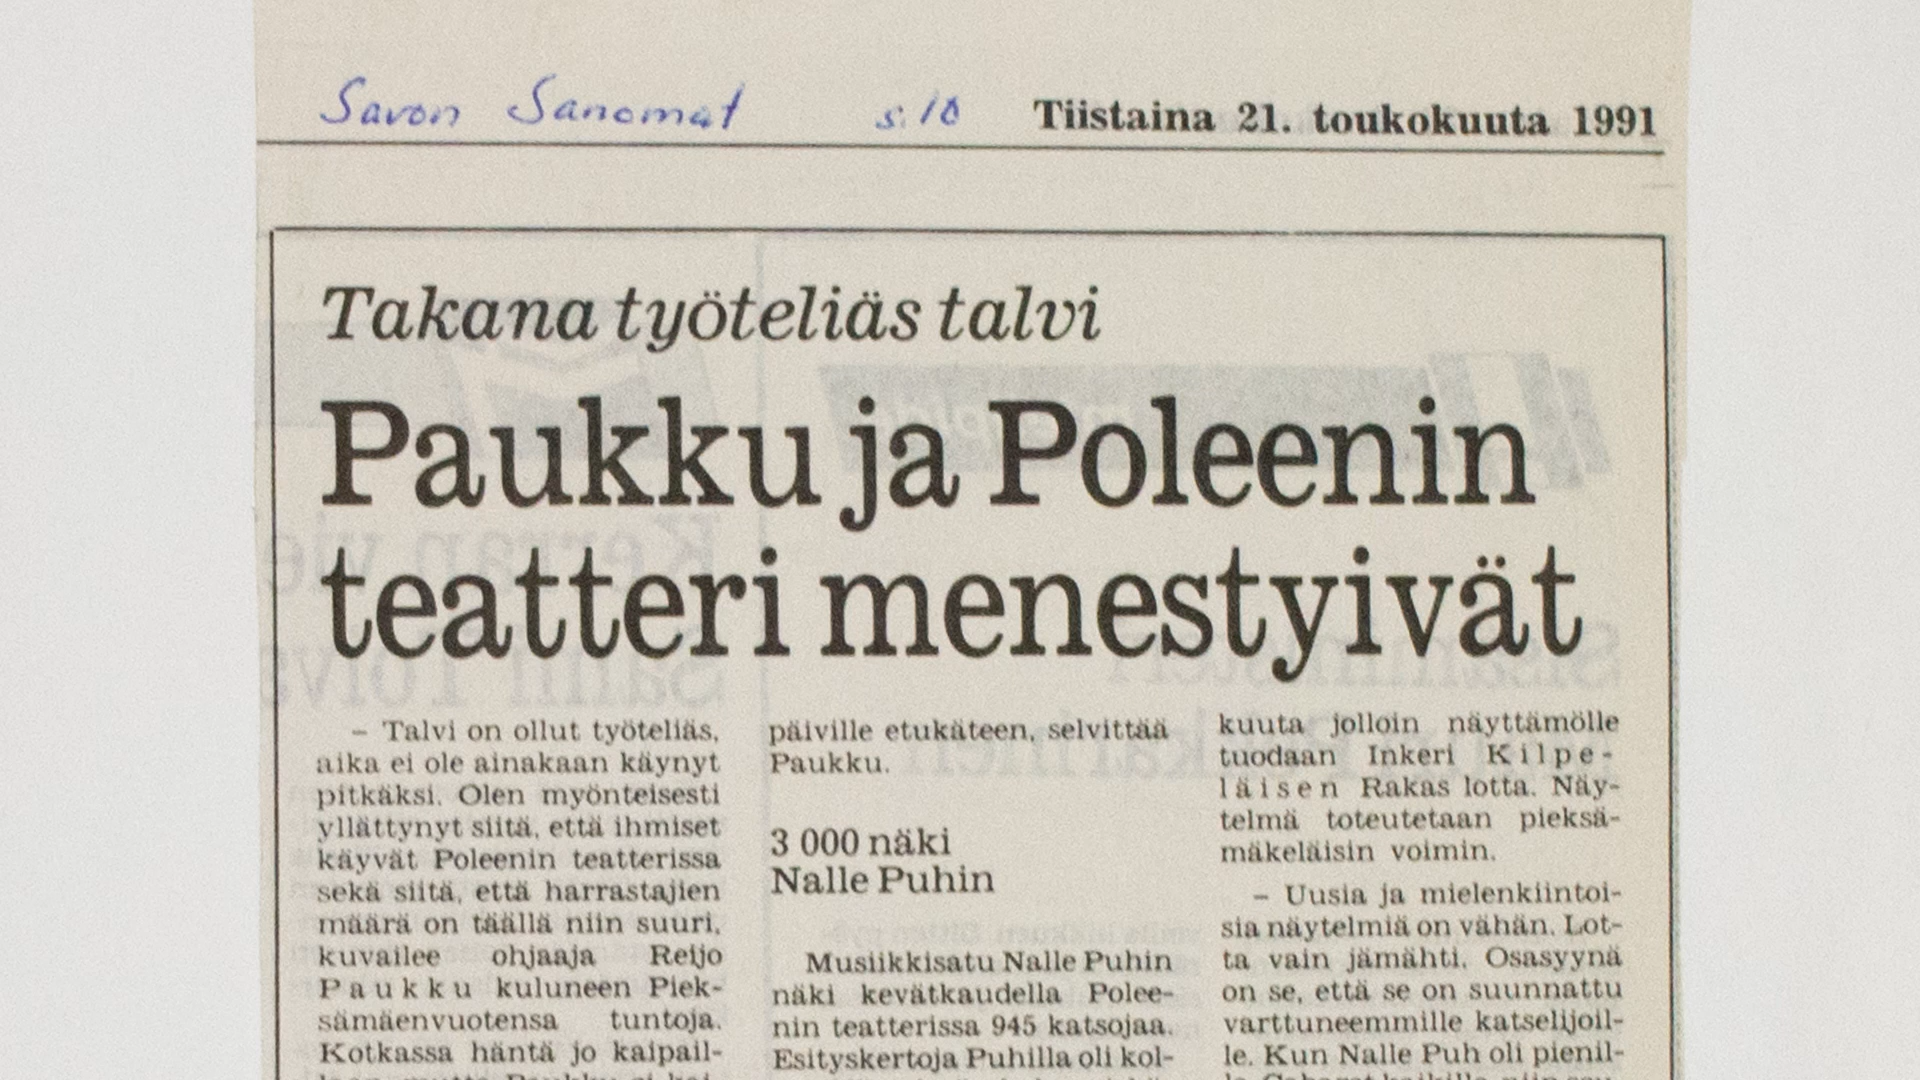 Savon Sanomat s. 10 Tiistaina 21. toukokuuta 1991
Takana työteliäs talvi
Paukku ja Poleenin
teatteri menestyivät
– Talvi on ollut työteliäs,
aika ei ole ainakaan käynyt
pitkäksi. Olen myönteisesti
yllättynyt siitä, että ihmiset
käyvät Poleenin teatterissa
sekä siitä, että harrastajien
määrä on täällä niin suuri,
kuvailee ohjaaja Reijo
Paukku kuluneen Piek-
sämäenvuotensa tuntoja.
Kotkassa häntä jo kaipail-
päiville etukäteen, selvittää
Paukku.
3 000 näki
Nalle Puhin
Musiikkisatu Nalle Puhin
näki kevätkaudella Polee-
nin teatterissa 945 katsojaa.
Esityskertoja Puhilla oli kol-
kuuta jolloin näyttämölle
tuodaan Inkeri Kilpe-
läisen Rakas lotta. Näy-
telmä toteutetaan pieksä-
mäkeläisin voimin.
– Uusia ja mielenkiintoi-
sia näytelmiä on vähän. Lot-
ta vain jämähti. Osasyynä
on se, että se on suunnattu
varttuneemmille katselijoil-
le. Kun Nalle Puh oli pienil-